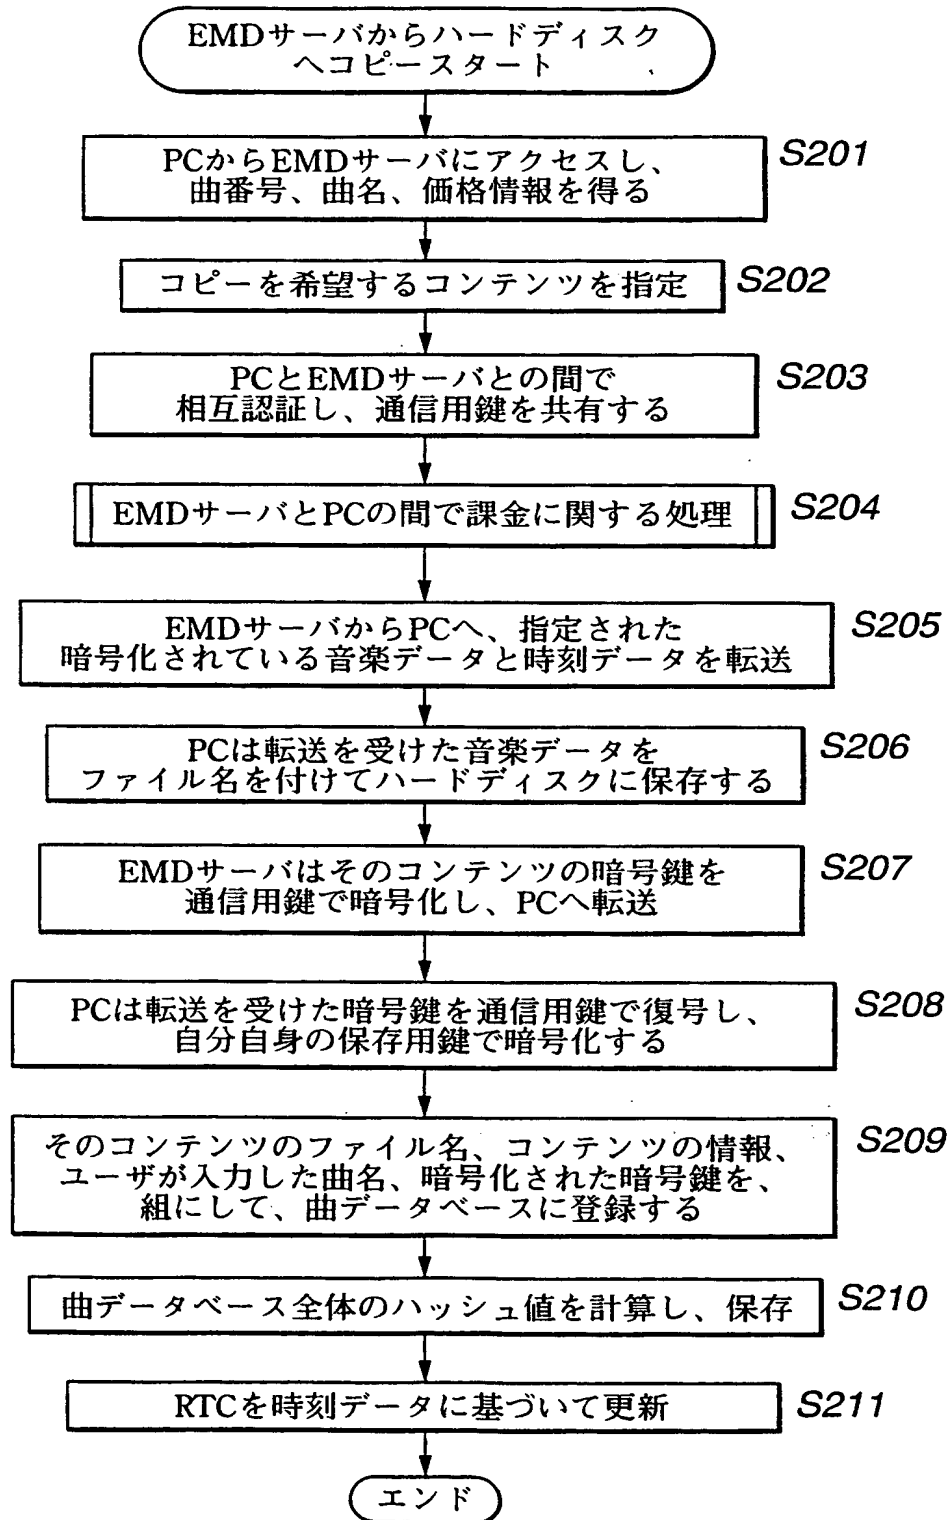 EMDサーバからハードディスク
へコピースタート
PCからEMDサーバにアクセスし、
曲番号、曲名、価格情報を得る
S201
コピーを希望するコンテンツを指定
S202
PCとEMDサーバとの間で
相互認証し、通信用鍵を共有する
S203
EMDサーバとPCの間で課金に関する処理
S204
EMDサーバからPCへ、指定された
暗号化されている音楽データと時刻データを転送
S205
PCは転送を受けた音楽データを
ファイル名を付けてハードディスクに保存する
S206
EMDサーバはそのコンテンツの暗号鍵を
通信用鍵で暗号化し、PCへ転送
S207
PCは転送を受けた暗号鍵を通信用鍵で復号し、
自分自身の保存用鍵で暗号化する
S208
そのコンテンツのファイル名、コンテンツの情報、
ユーザが入力した曲名、暗号化された暗号鍵を、
組にして、曲データベースに登録する
S209
曲データベース全体のハッシュ値を計算し、保存
S210
RTCを時刻データに基づいて更新
S211
エンド